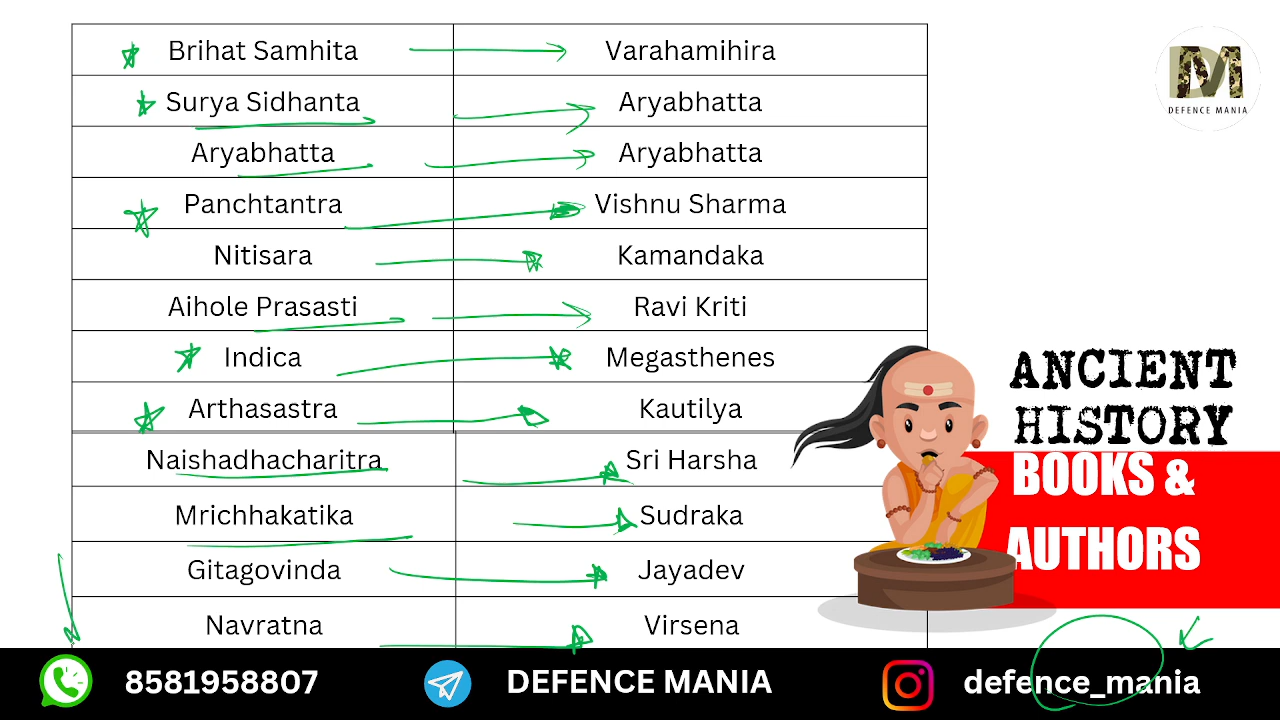 Brihat Samhita Varahamihira
Surya Sidhanta Aryabhatta
Aryabhatta Aryabhatta
Panchtantra Vishnu Sharma
Nitisara Kamandaka
Aihole Prasasti Ravi Kriti
Indica Megasthenes
Arthasastra Kautilya
Naishadhacharitra Sri Harsha
Mrichhakatika Sudraka
Gitagovinda Jayadev
Navratna Virsena
DM
DEFENCE MANIA
ANCIENT
HISTORY
BOOKS &
AUTHORS
8581958807 DEFENCE MANIA defence_mania